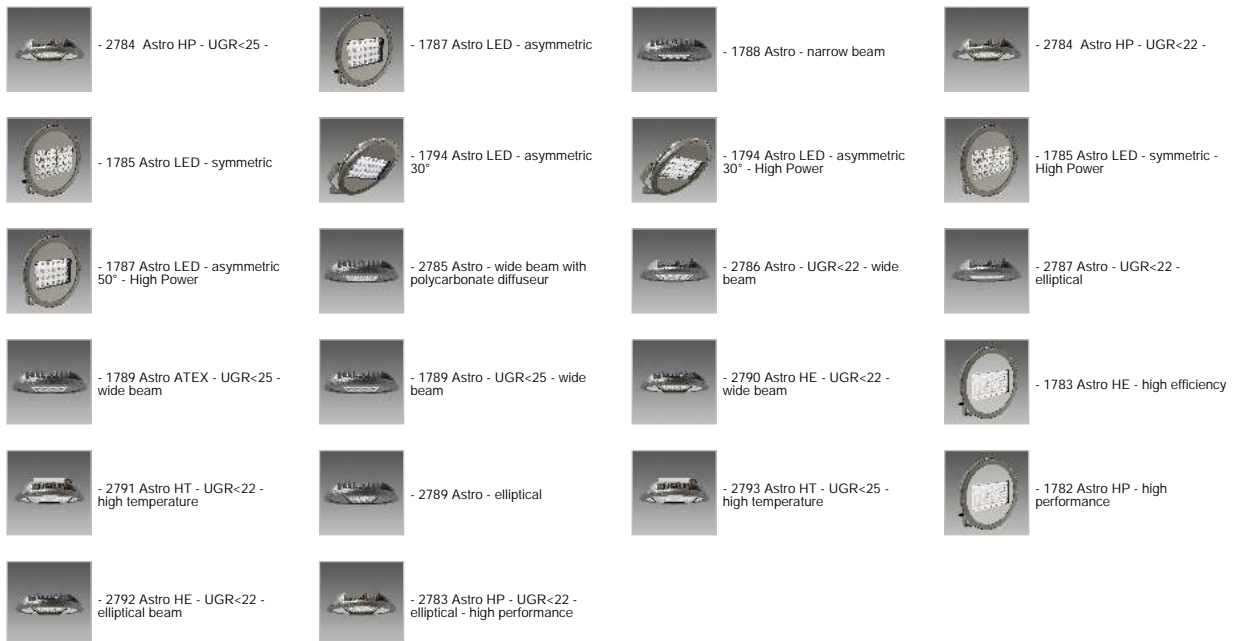 - 2784 Astro HP - UGR<25 -
- 1787 Astro LED - asymmetric
- 1788 Astro - narrow beam
- 2784 Astro HP - UGR<22 -
- 1785 Astro LED - symmetric
- 1794 Astro LED - asymmetric
30°
- 1794 Astro LED - asymmetric
30° - High Power
- 1785 Astro LED - symmetric -
High Power
- 1787 Astro LED - asymmetric
50° - High Power
- 2785 Astro - wide beam with
polycarbonate diffuseur
- 2786 Astro - UGR<22 - wide
beam
- 2787 Astro - UGR<22 -
elliptical
- 1789 Astro ATEX - UGR<25 -
wide beam
- 1789 Astro - UGR<25 - wide
beam
- 2790 Astro HE - UGR<22 -
wide beam
- 1783 Astro HE - high efficiency
- 2791 Astro HT - UGR<22 -
high temperature
- 2789 Astro - elliptical
- 2793 Astro HT - UGR<25 -
high temperature
- 1782 Astro HP - high
performance
- 2792 Astro HE - UGR<22 -
elliptical beam
- 2783 Astro HP - UGR<22 -
elliptical - high performance